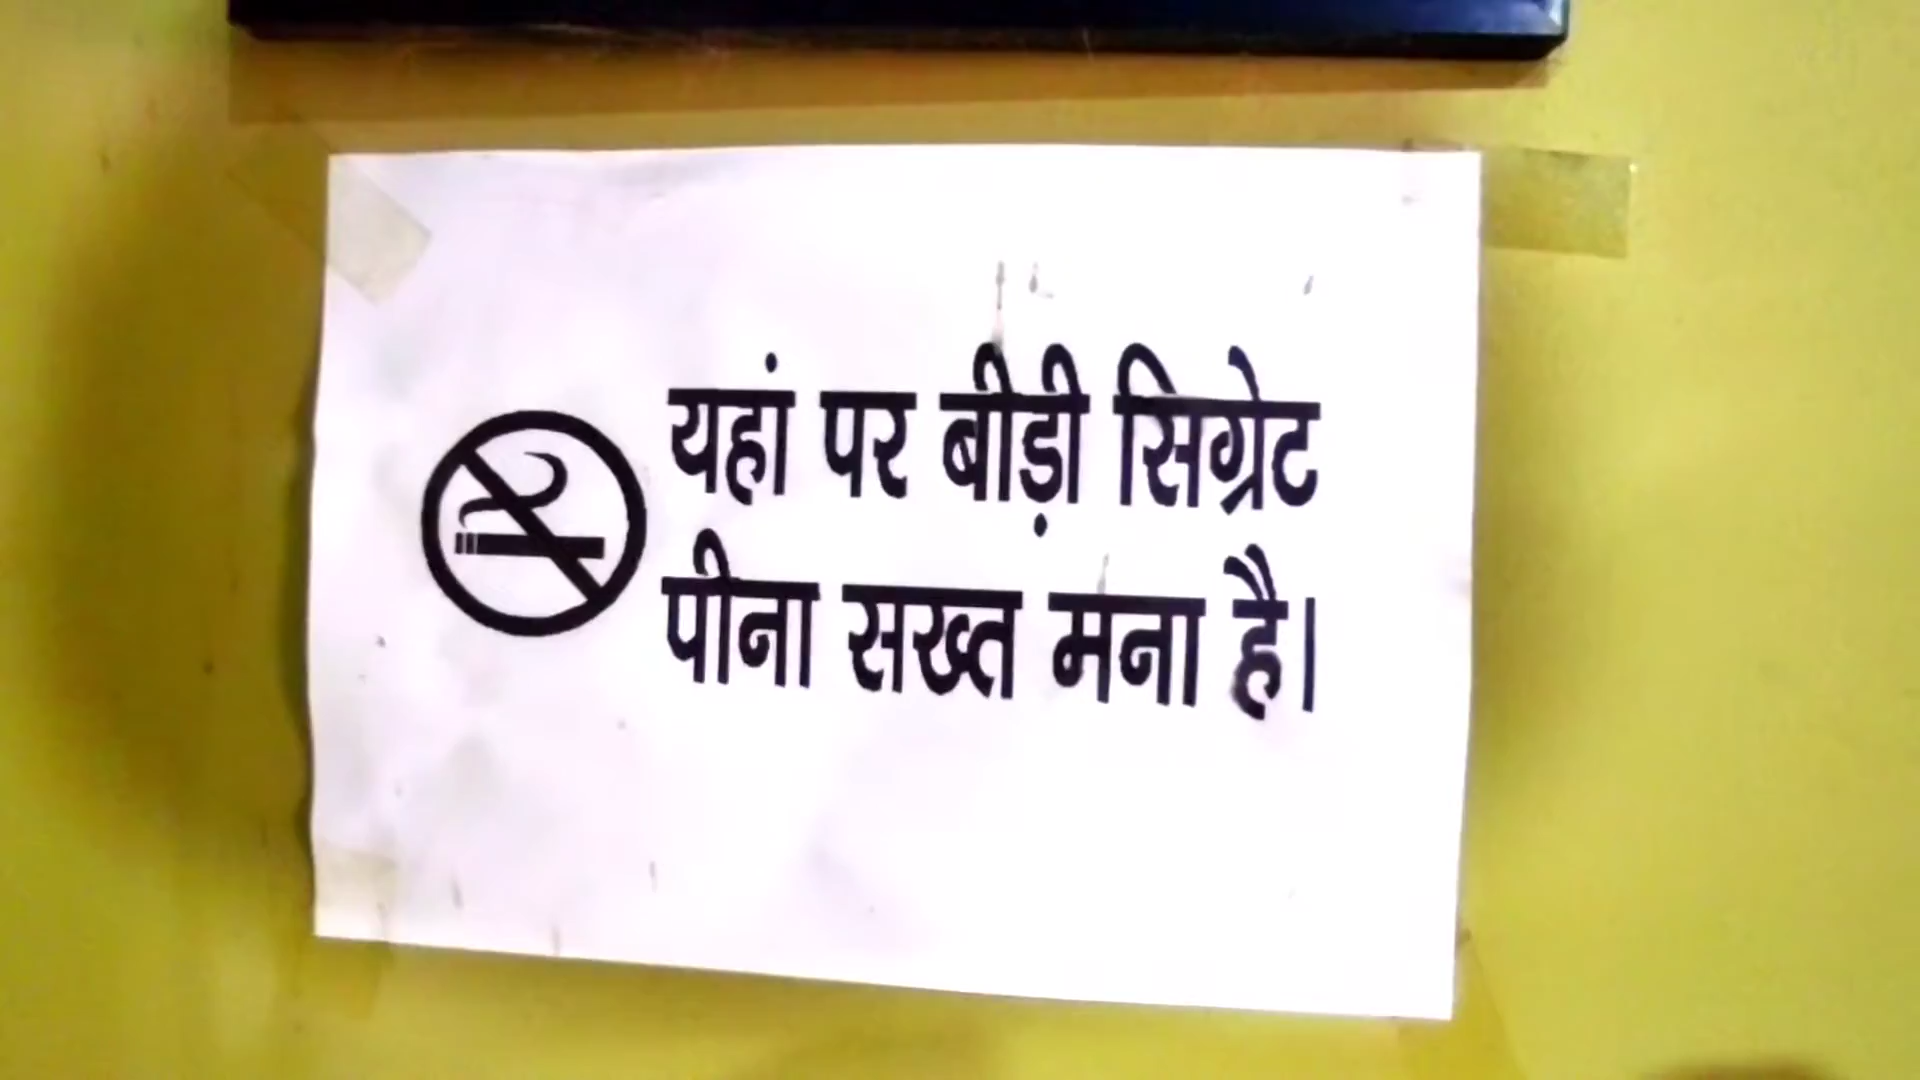 यहां पर बीड़ी सिग्रेट
पीना सख्त मना है।